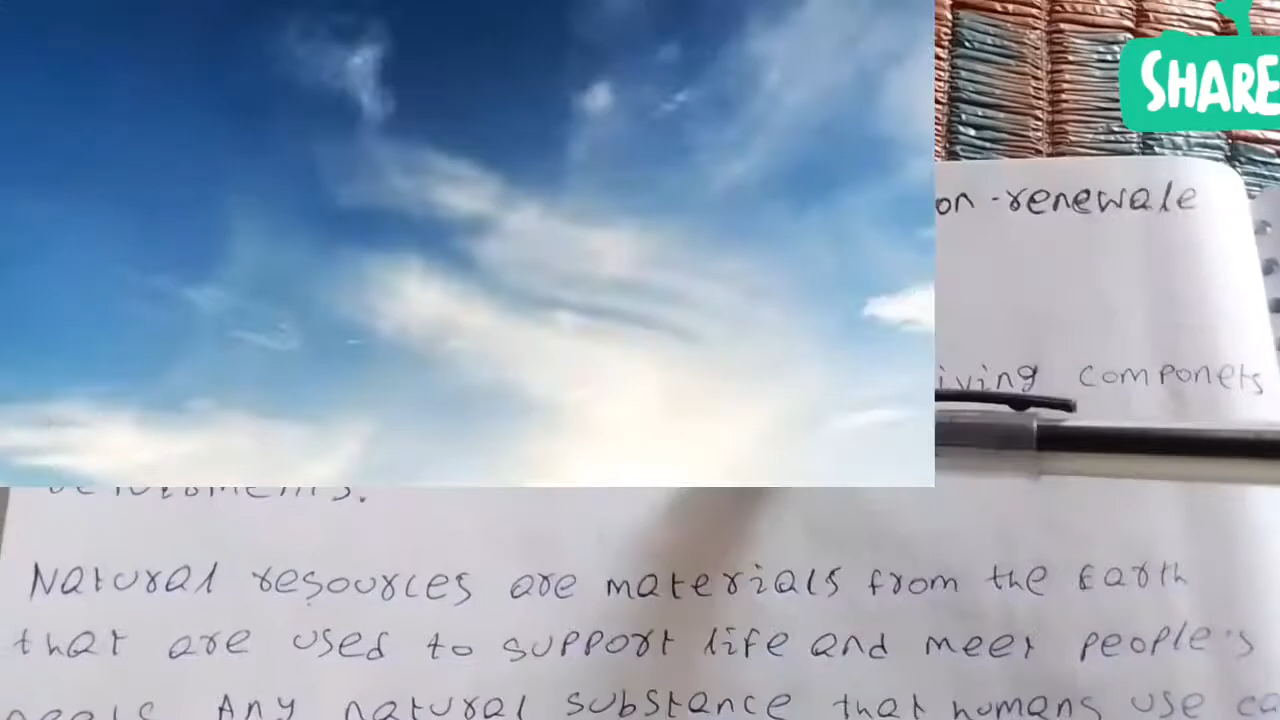 SHARE
on-renewale
iving componets
Natural resources are materials from the Earth
that are used to support life and meet people's
Any natural substance that humans use ca